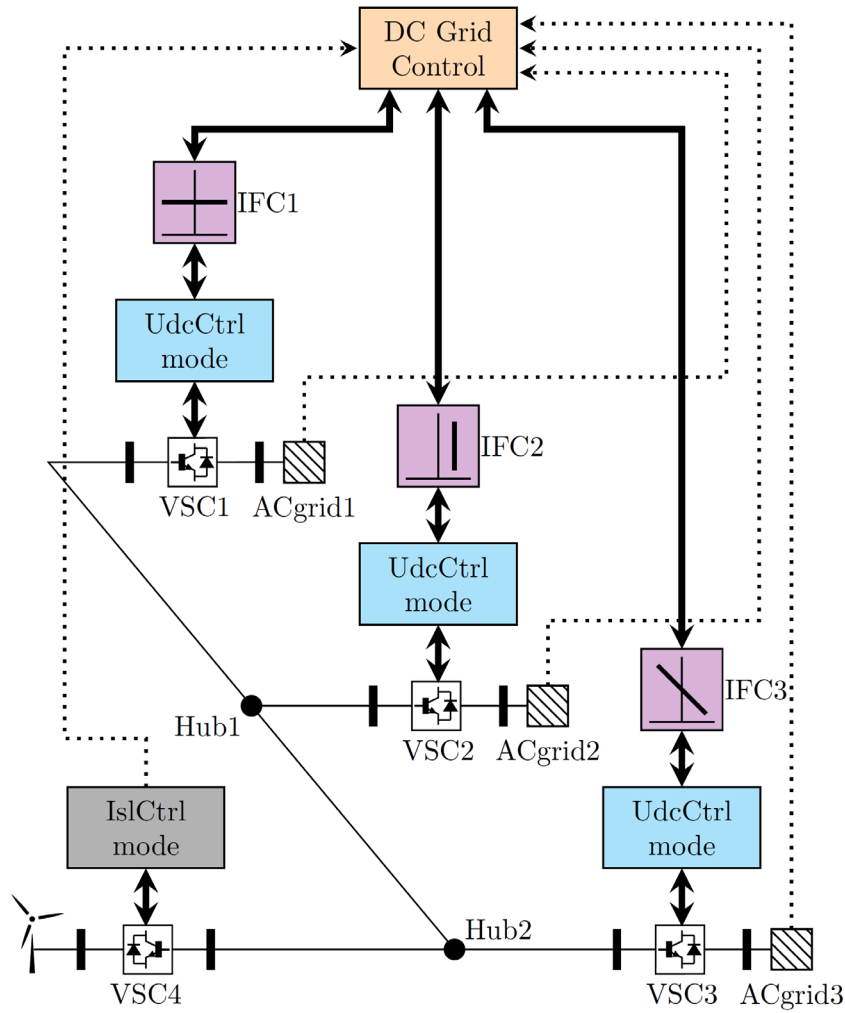 DC Grid
Control
IFC1
UdcCtrl
mode
VSC1
ACgrid1
IFC2
UdcCtrl
mode
VSC2
ACgrid2
Hub1
IFC3
UdcCtrl
mode
IslCtrl
mode
Hub2
VSC4
VSC3
ACgrid3